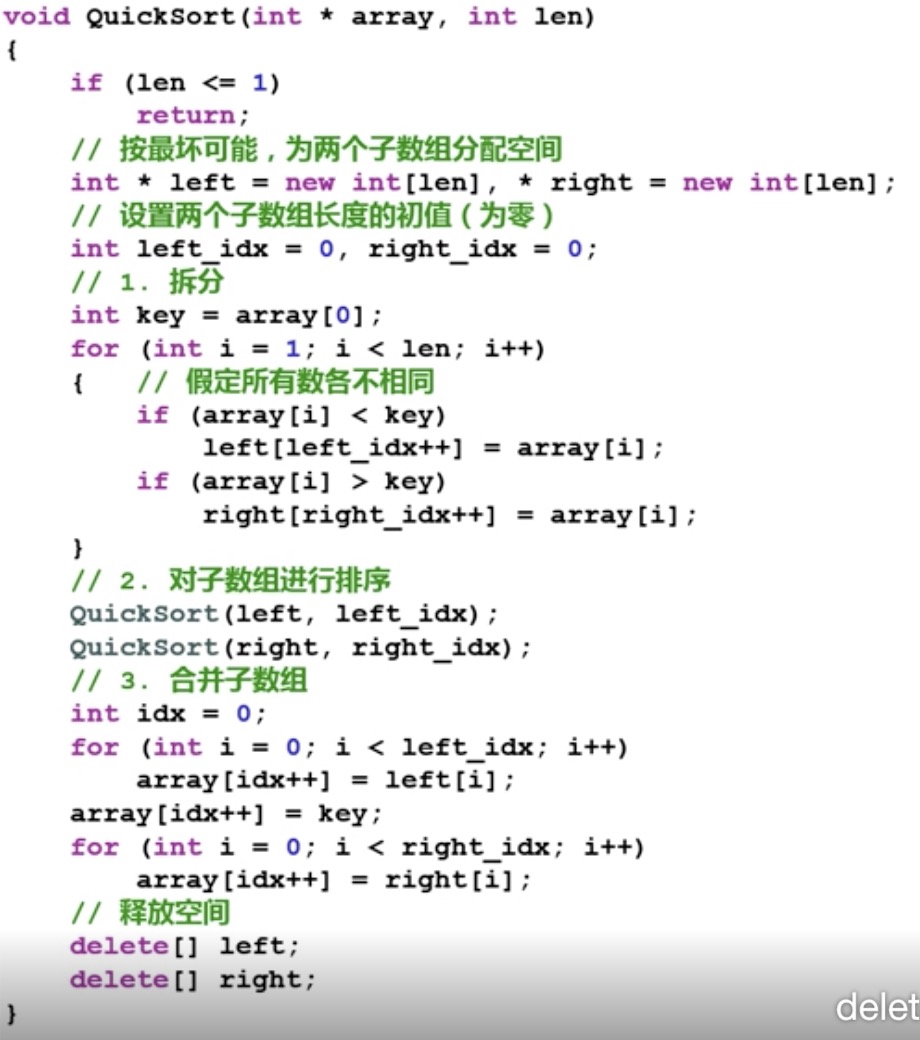 void QuickSort(int * array, int len)
{
    if (len <= 1)
        return;
    // 按最坏可能，为两个子数组分配空间
    int * left = new int[len], * right = new int[len];
    // 设置两个子数组长度的初值（为零）
    int left_idx = 0, right_idx = 0;
    // 1. 拆分
    int key = array[0];
    for (int i = 1; i < len; i++)
    {   // 假定所有数各不相同
        if (array[i] < key)
            left[left_idx++] = array[i];
        if (array[i] > key)
            right[right_idx++] = array[i];
    }
    // 2. 对子数组进行排序
    QuickSort(left, left_idx);
    QuickSort(right, right_idx);
    // 3. 合并子数组
    int idx = 0;
    for (int i = 0; i < left_idx; i++)
        array[idx++] = left[i];
    array[idx++] = key;
    for (int i = 0; i < right_idx; i++)
        array[idx++] = right[i];
    // 释放空间
    delete[] left;
    delete[] right;
}
delet